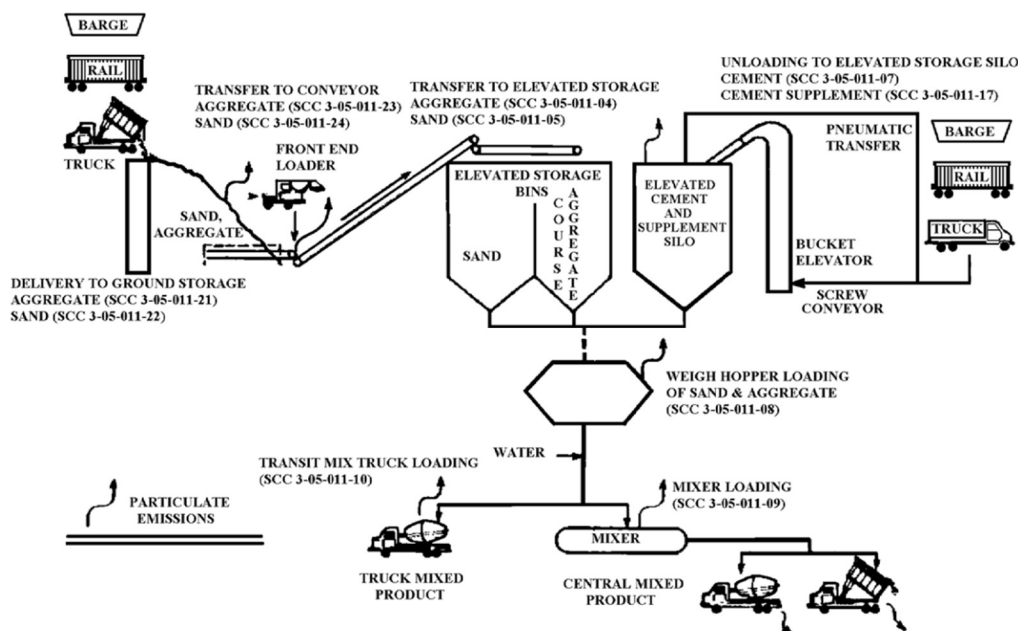 BARGE
RAIL
TRUCK
TRANSFER TO CONVEYOR
AGGREGATE (SCC 3-05-011-23)
SAND (SCC 3-05-011-24)
FRONT END
LOADER
SAND,
AGGREGATE
DELIVERY TO GROUND STORAGE
AGGREGATE (SCC 3-05-011-21)
SAND (SCC 3-05-011-22)
TRANSFER TO ELEVATED STORAGE
AGGREGATE (SCC 3-05-011-04)
SAND (SCC 3-05-011-05)
ELEVATED STORAGE
BINS
SAND
COURSE
AGGREGATE
UNLOADING TO ELEVATED STORAGE SILO
CEMENT (SCC 3-05-011-07)
CEMENT SUPPLEMENT (SCC 3-05-011-17)
PNEUMATIC
TRANSFER
ELEVATED
CEMENT
AND
SUPPLEMENT
SILO
BARGE
RAIL
TRUCK
BUCKET
ELEVATOR
SCREW
CONVEYOR
WEIGH HOPPER LOADING
OF SAND & AGGREGATE
(SCC 3-05-011-08)
WATER
TRANSIT MIX TRUCK LOADING
(SCC 3-05-011-10)
MIXER LOADING
(SCC 3-05-011-09)
PARTICULATE
EMISSIONS
MIXER
TRUCK MIXED
PRODUCT
CENTRAL MIXED
PRODUCT